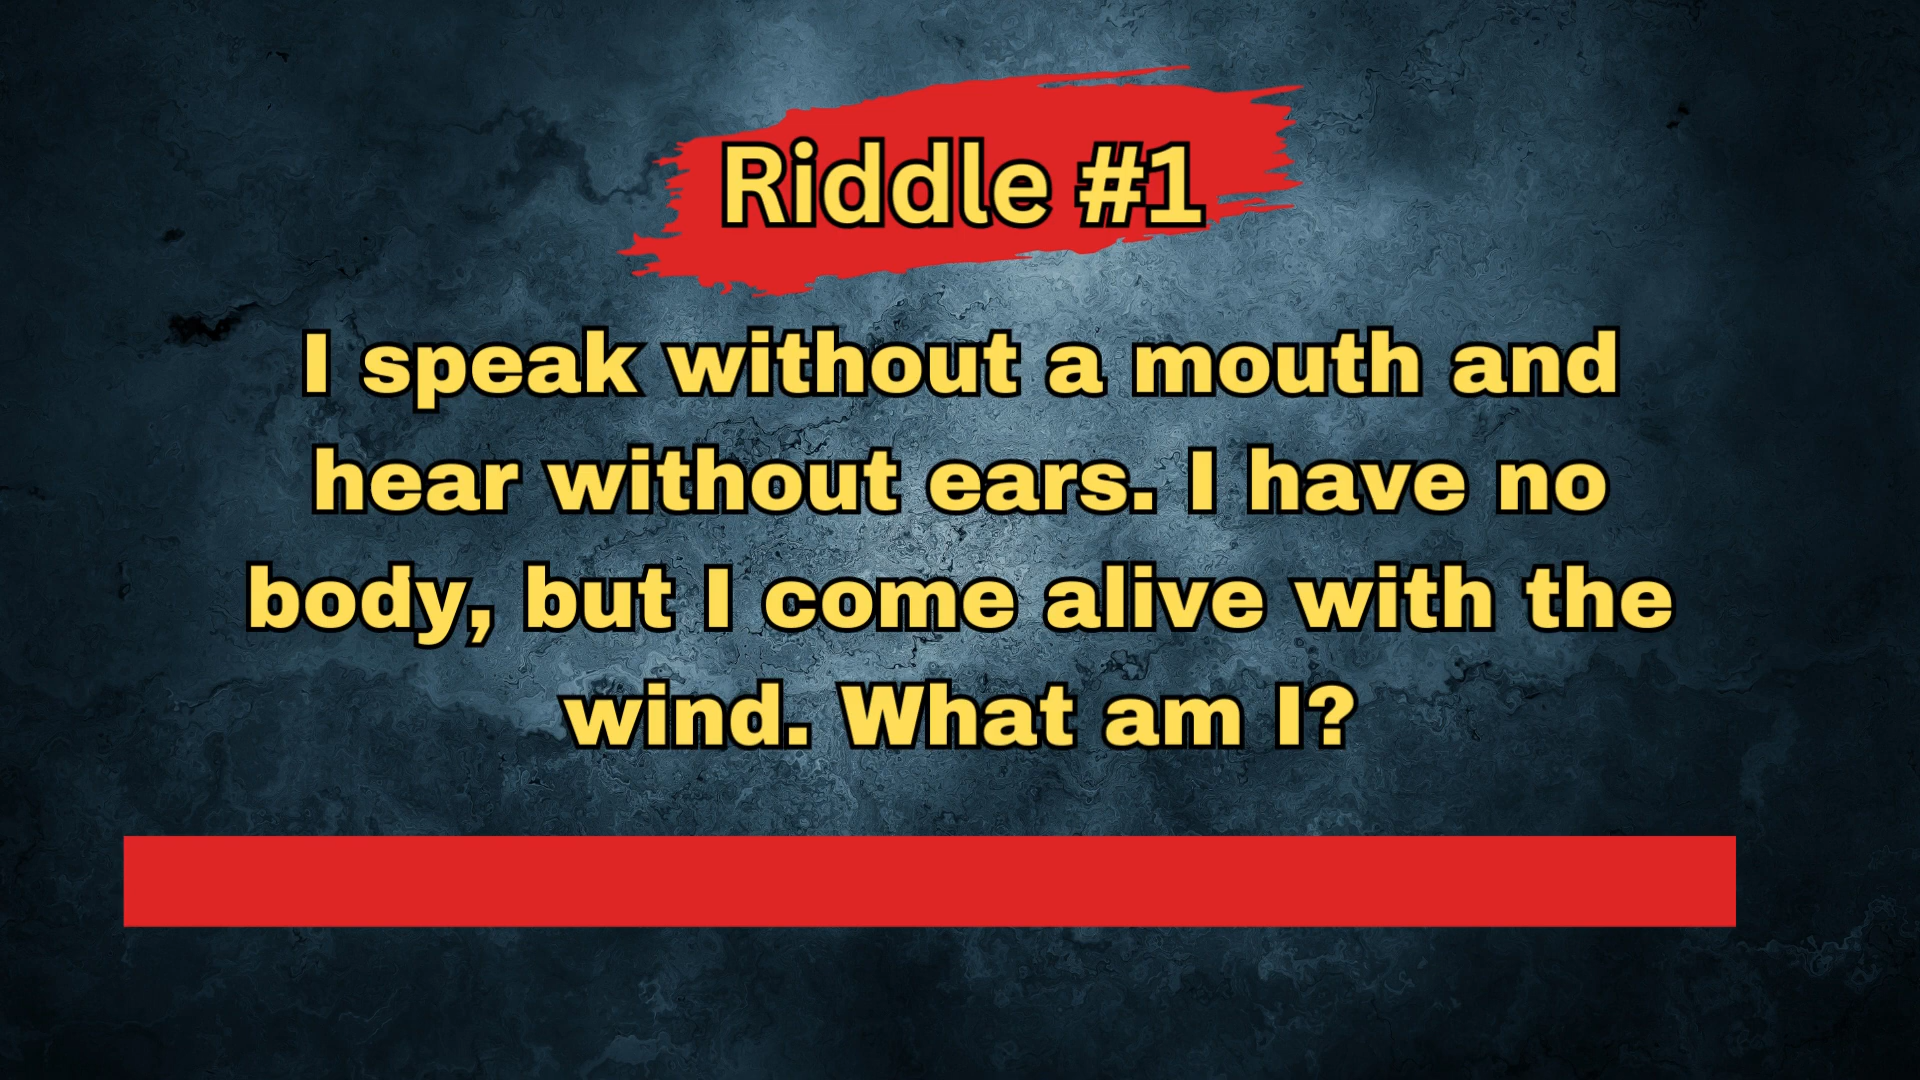 Riddle #1
I speak without a mouth and
hear without ears. I have no
body, but I come alive with the
wind. What am I?